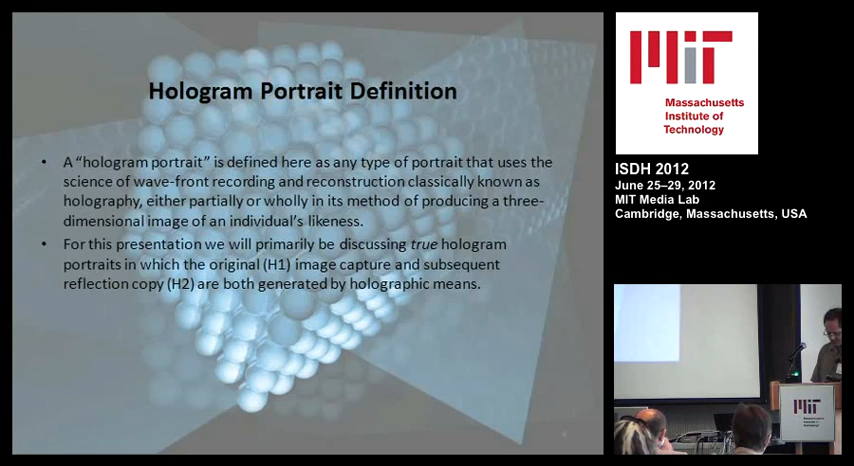 Hologram Portrait Definition
• A “hologram portrait” is defined here as any type of portrait that uses the
science of wave-front recording and reconstruction classically known as
holography, either partially or wholly in its method of producing a three-
dimensional image of an individual’s likeness.
• For this presentation we will primarily be discussing true hologram
portraits in which the original (H1) image capture and subsequent
reflection copy (H2) are both generated by holographic means.
MIT
Massachusetts
Institute of
Technology
ISDH 2012
June 25–29, 2012
MIT Media Lab
Cambridge, Massachusetts, USA
MIT